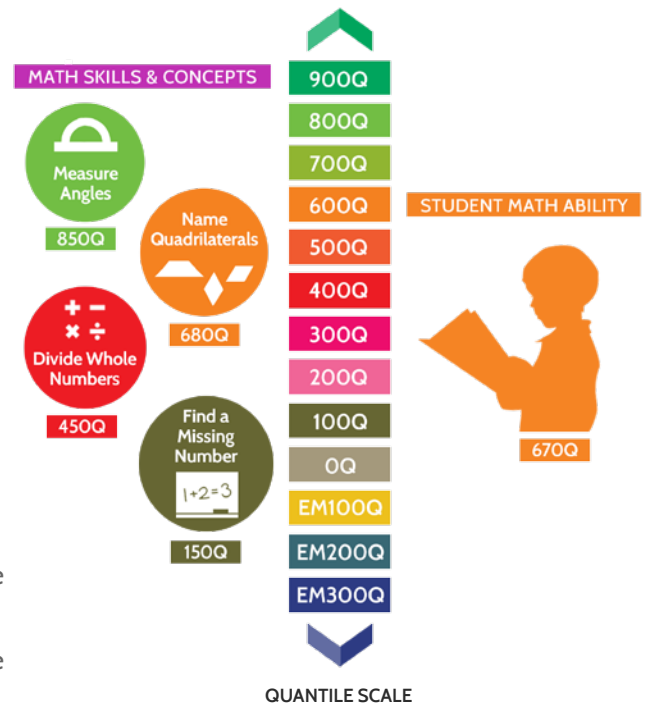 MATH SKILLS & CONCEPTS
Measure
Angles
850Q
Name
Quadrilaterals
680Q
+ −
× ÷
Divide Whole
Numbers
450Q
Find a
Missing
Number
1+2=3
150Q
e
e
900Q
800Q
700Q
600Q
500Q
400Q
300Q
200Q
100Q
0Q
EM100Q
EM200Q
EM300Q
QUANTILE SCALE
STUDENT MATH ABILITY
670Q